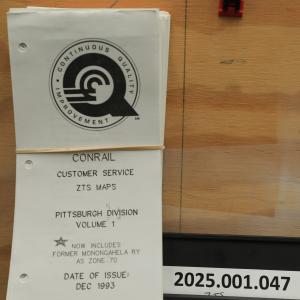 CONTINUOUS QUALITY
IMPROVEMENT
SM
CONRAIL
CUSTOMER SERVICE
ZTS MAPS
PITTSBURGH DIVISION
VOLUME 1
NOW INCLUDES
FORMER MONONGAHELA RY
AS ZONE 70
DATE OF ISSUE:
DEC 1993
2025.001.047